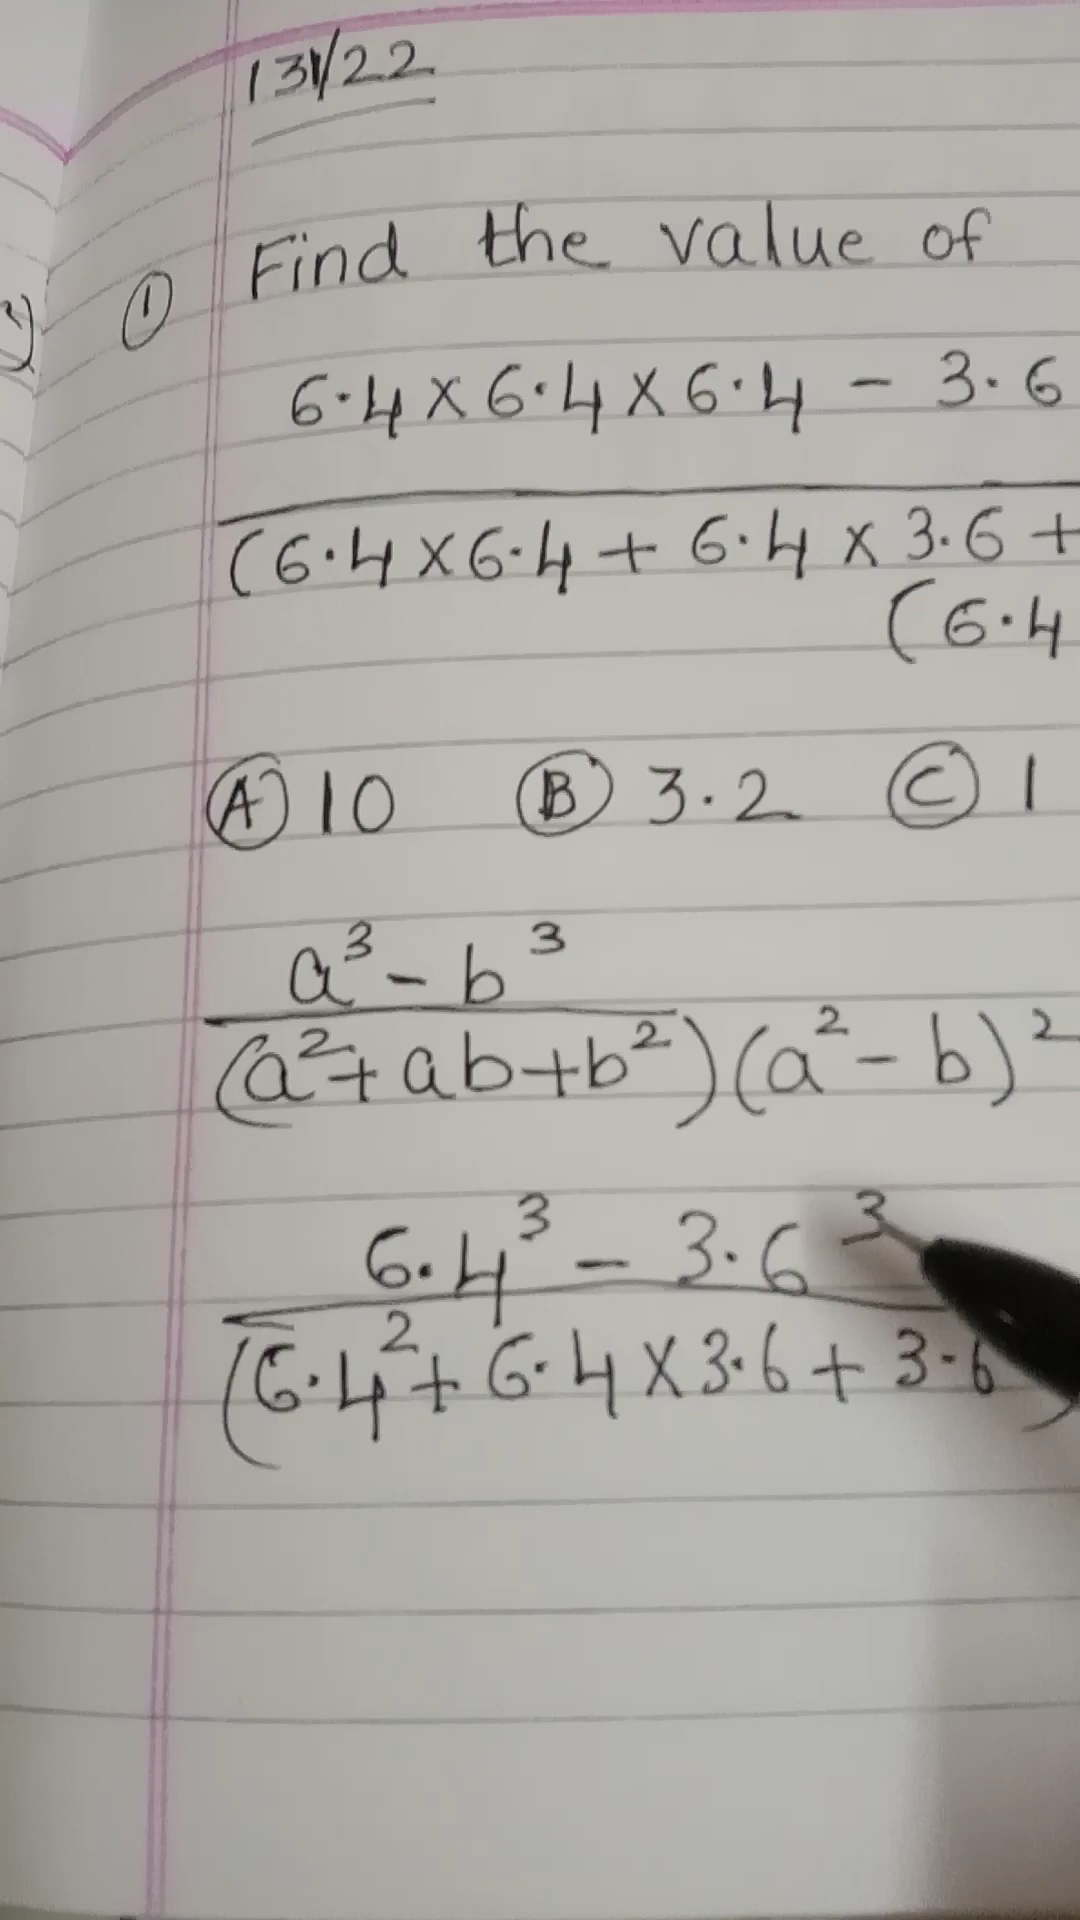 131/22
① Find the value of
6.4 × 6.4 × 6.4 - 3.6
(6.4 × 6.4 + 6.4 × 3.6 +
(6.4
Ⓐ 10 Ⓑ 3.2 Ⓒ 1
a³ - b³
(a² + ab + b²)(a² - b)²
6.4³ - 3.6³
(6.4² + 6.4 × 3.6 + 3.6)